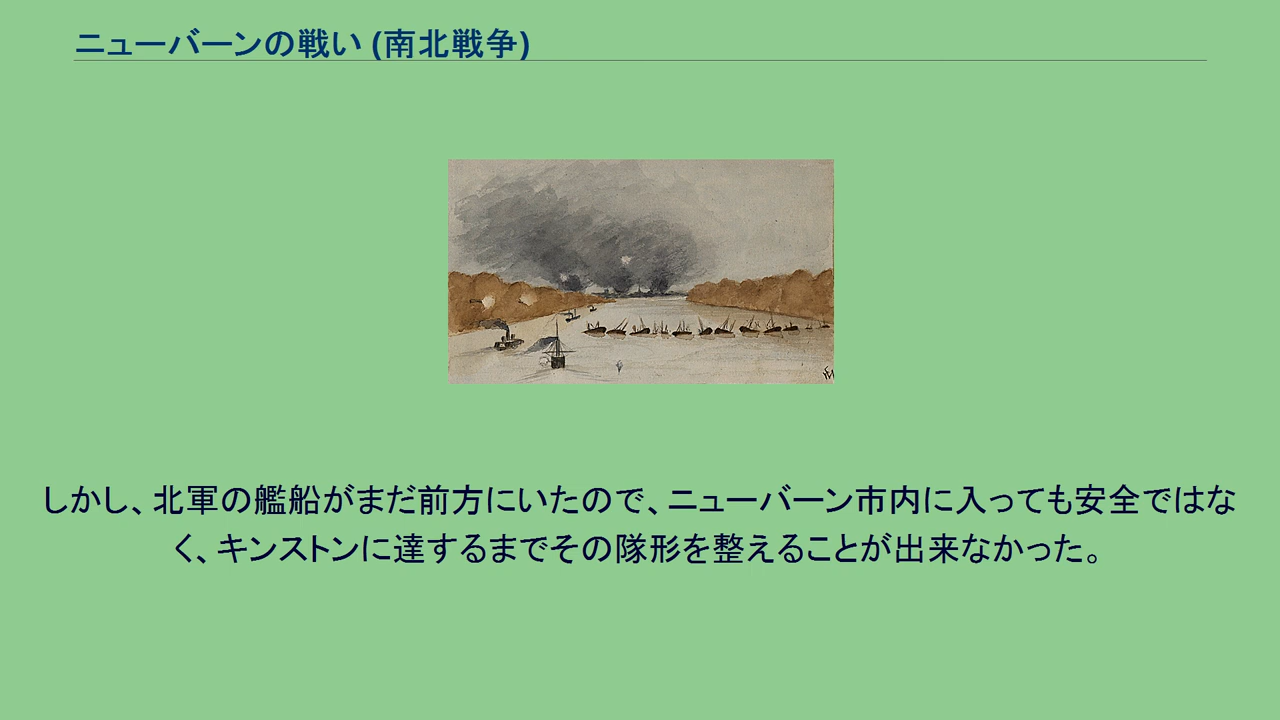 ニューバーンの戦い (南北戦争)
しかし、北軍の艦船がまだ前方にいたので、ニューバーン市内に入っても安全ではな
く、キンストンに達するまでその隊形を整えることが出来なかった。